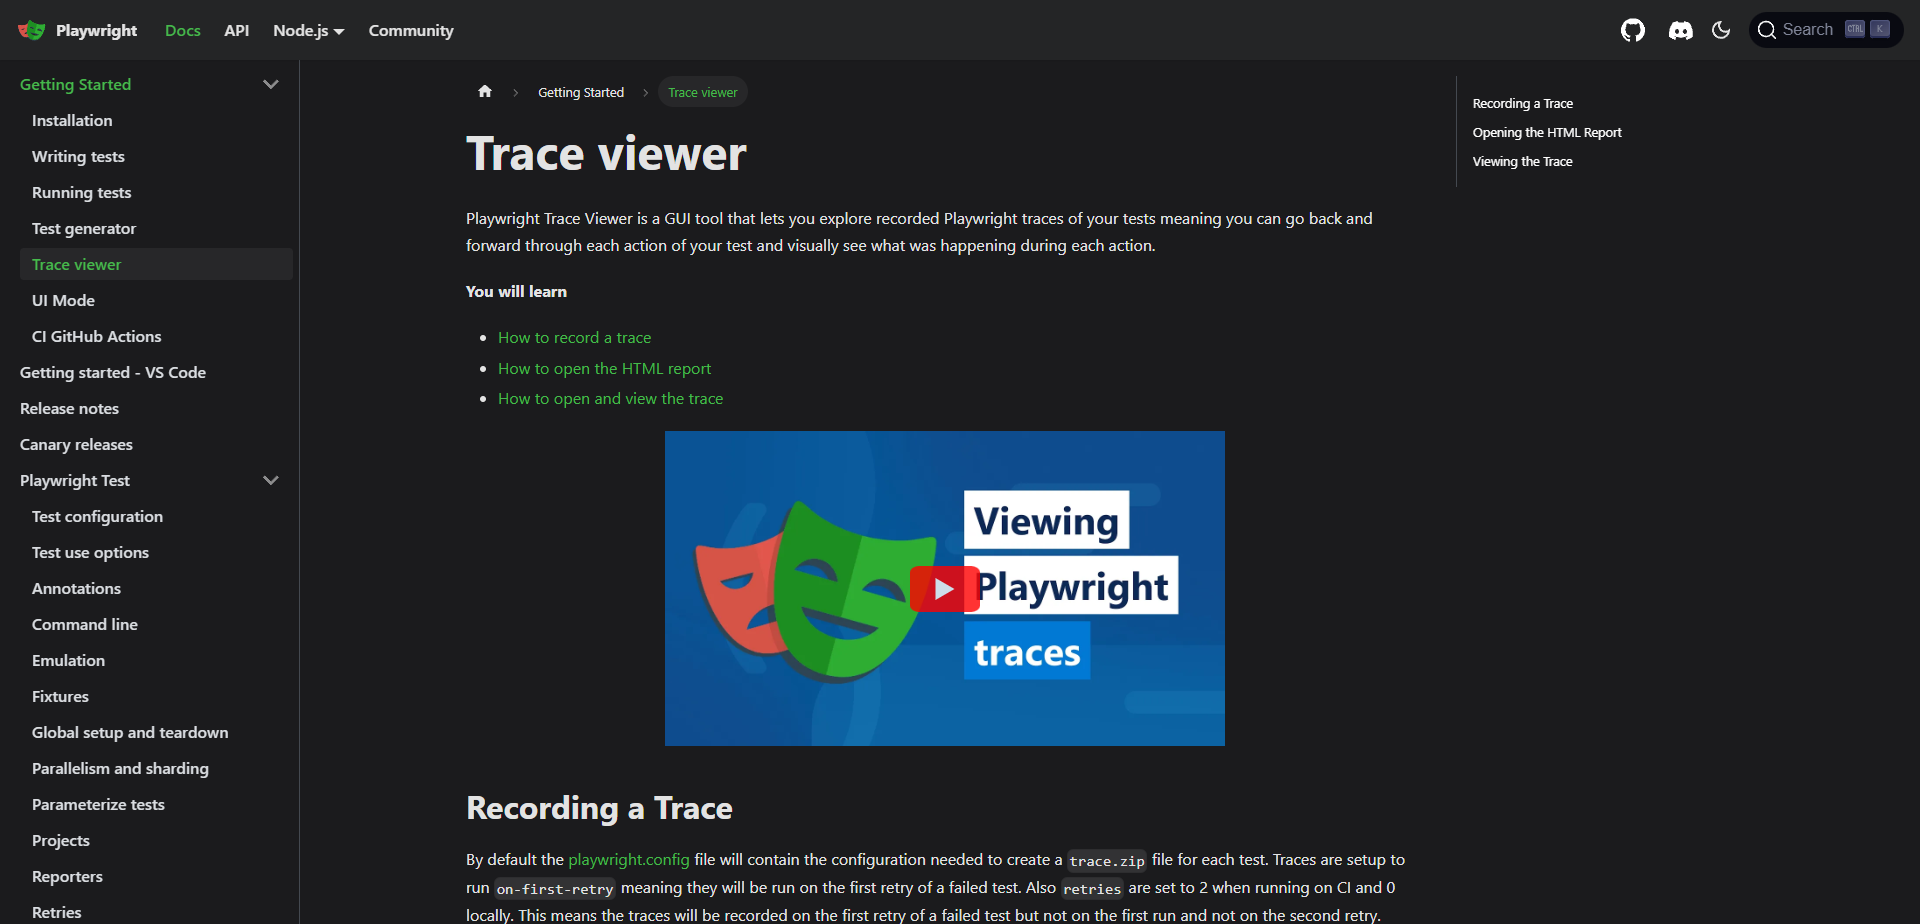 Playwright Docs API Node.js Community Search CTRL K
Getting Started
Installation
Writing tests
Running tests
Test generator
Trace viewer
UI Mode
CI GitHub Actions
Getting started - VS Code
Release notes
Canary releases
Playwright Test
Test configuration
Test use options
Annotations
Command line
Emulation
Fixtures
Global setup and teardown
Parallelism and sharding
Parameterize tests
Projects
Reporters
Retries
Getting Started Trace viewer
Trace viewer
Playwright Trace Viewer is a GUI tool that lets you explore recorded Playwright traces of your tests meaning you can go back and
forward through each action of your test and visually see what was happening during each action.
You will learn
How to record a trace
How to open the HTML report
How to open and view the trace
Viewing
Playwright
traces
Recording a Trace
By default the playwright.config file will contain the configuration needed to create a trace.zip file for each test. Traces are setup to
run on-first-retry meaning they will be run on the first retry of a failed test. Also retries are set to 2 when running on CI and 0
locally. This means the traces will be recorded on the first retry of a failed test but not on the first run and not on the second retry.
Recording a Trace
Opening the HTML Report
Viewing the Trace